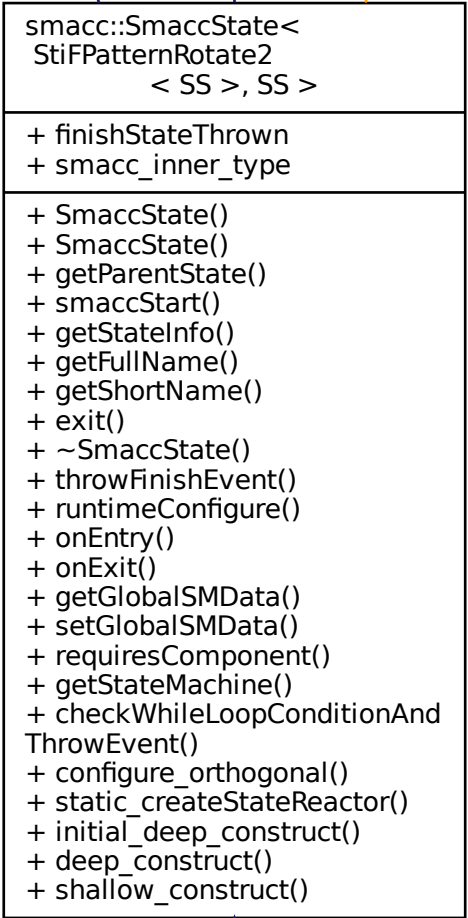 smacc::SmaccState<
StiFPatternRotate2
< SS >, SS >
+ finishStateThrown
+ smacc_inner_type
+ SmaccState()
+ SmaccState()
+ getParentState()
+ smaccStart()
+ getStateInfo()
+ getFullName()
+ getShortName()
+ exit()
+ ~SmaccState()
+ throwFinishEvent()
+ runtimeConfigure()
+ onEntry()
+ onExit()
+ getGlobalSMData()
+ setGlobalSMData()
+ requiresComponent()
+ getStateMachine()
+ checkWhileLoopConditionAnd
ThrowEvent()
+ configure_orthogonal()
+ static_createStateReactor()
+ initial_deep_construct()
+ deep_construct()
+ shallow_construct()